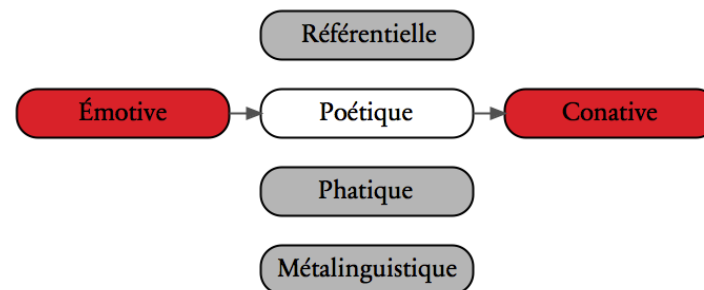 Référentielle
Émotive
Poétique
Conative
Phatique
Métalinguistique